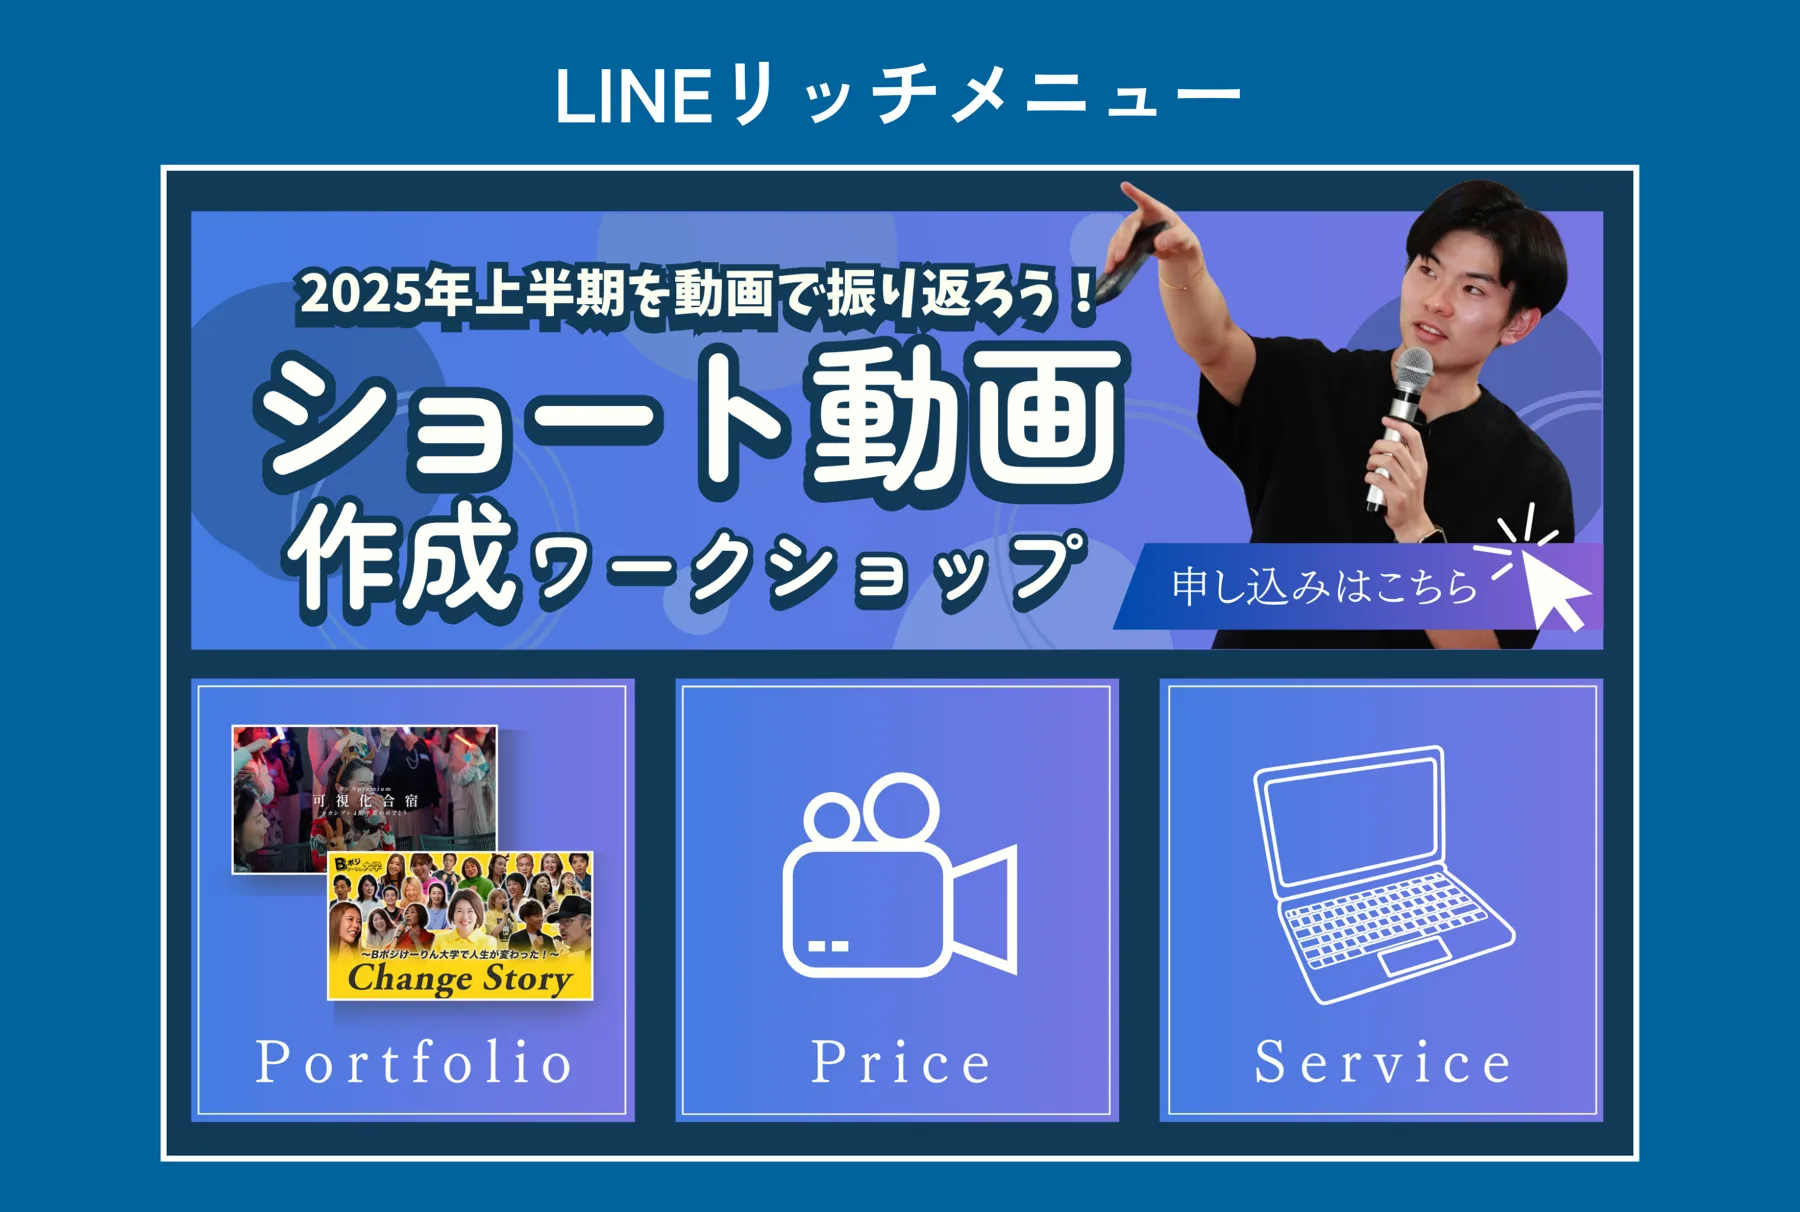 LINEリッチメニュー
2025年上半期を動画で振り返ろう！
ショート動画
作成ワークショップ
申し込みはこちら
可視化合宿
Bポジ
～Bポジけーりん大学で人生が変わった！～
Change Story
Portfolio
Price
Service